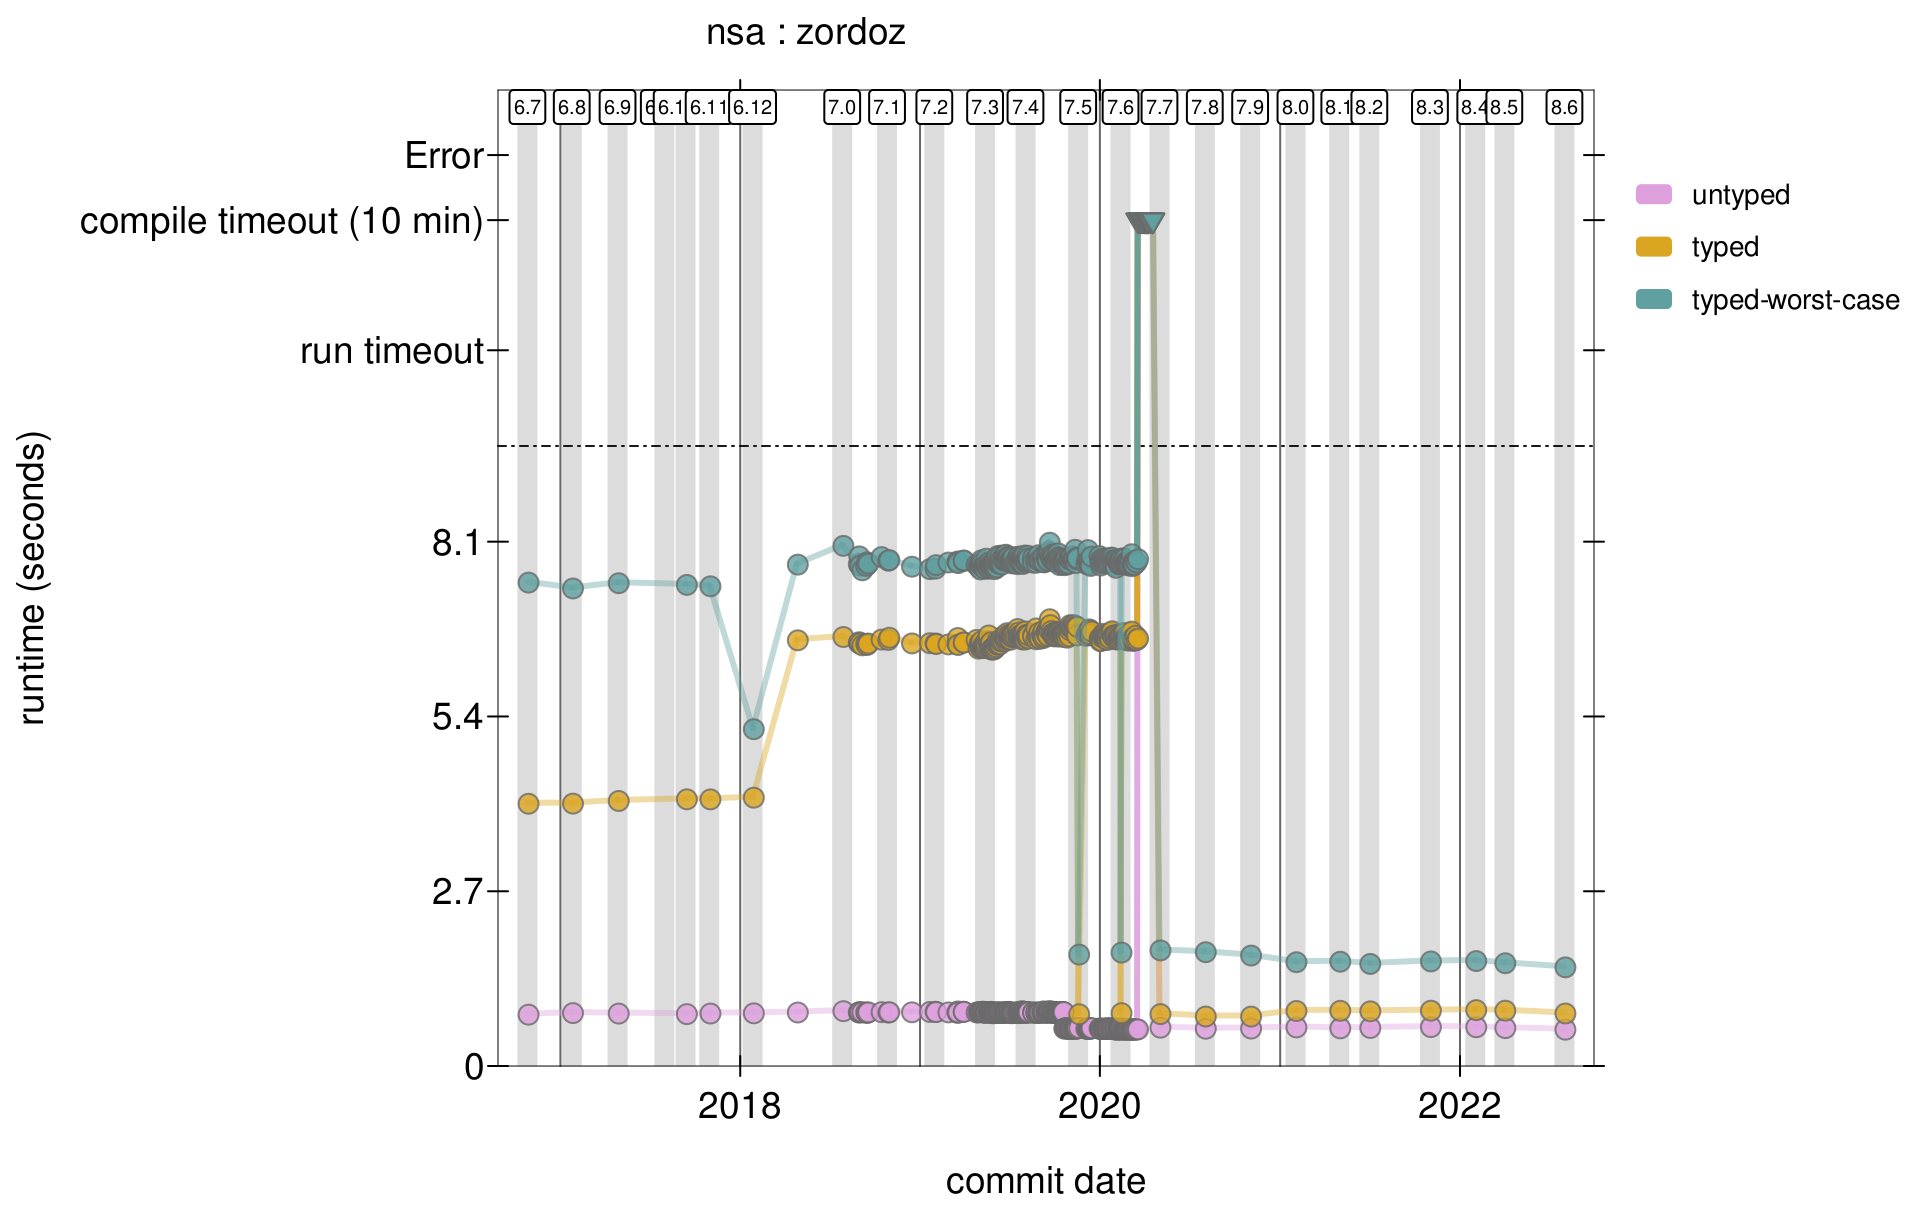 nsa : zordoz
6.7 6.8 6.9 6.1 6.11 6.12 7.0 7.1 7.2 7.3 7.4 7.5 7.6 7.7 7.8 7.9 8.0 8.1 8.2 8.3 8.4 8.5 8.6
Error
compile timeout (10 min)
run timeout
8.1
5.4
2.7
0
runtime (seconds)
2018 2020 2022
commit date
untyped
typed
typed-worst-case